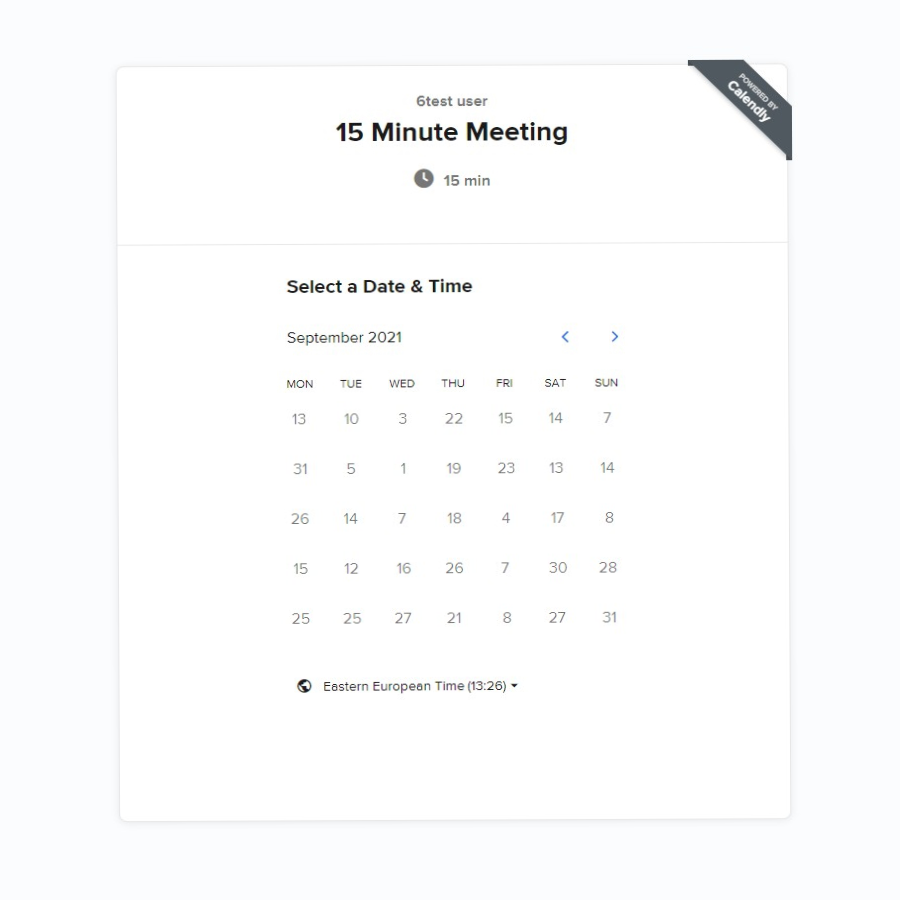 POWERED BY
Calendly
6test user
15 Minute Meeting
15 min
Select a Date & Time
September 2021
MON TUE WED THU FRI SAT SUN
13 10 3 22 15 14 7
31 5 1 19 23 13 14
26 14 7 18 4 17 8
15 12 16 26 7 30 28
25 25 27 21 8 27 31
Eastern European Time (13:26)